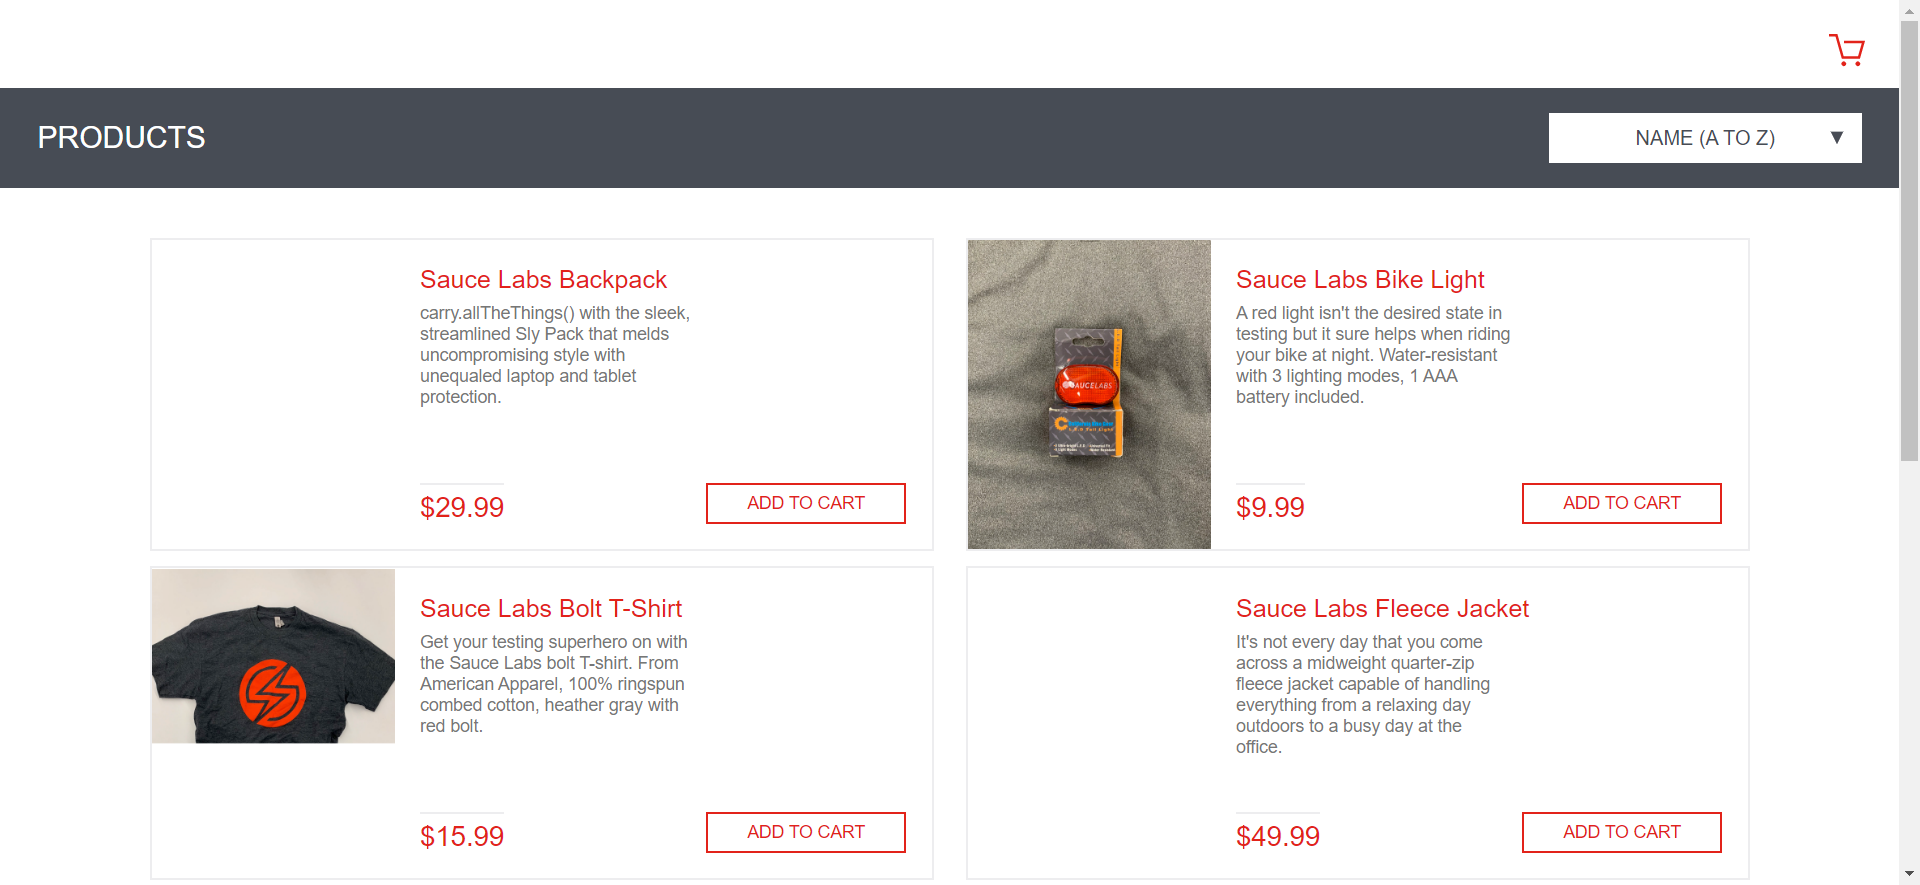 PRODUCTS
NAME (A TO Z)
Sauce Labs Backpack
carry.allTheThings() with the sleek,
streamlined Sly Pack that melds
uncompromising style with
unequaled laptop and tablet
protection.
$29.99
ADD TO CART
SAUCELABS
Sauce Labs Bike Light
A red light isn't the desired state in
testing but it sure helps when riding
your bike at night. Water-resistant
with 3 lighting modes, 1 AAA
battery included.
$9.99
ADD TO CART
Sauce Labs Bolt T-Shirt
Get your testing superhero on with
the Sauce Labs bolt T-shirt. From
American Apparel, 100% ringspun
combed cotton, heather gray with
red bolt.
$15.99
ADD TO CART
Sauce Labs Fleece Jacket
It's not every day that you come
across a midweight quarter-zip
fleece jacket capable of handling
everything from a relaxing day
outdoors to a busy day at the
office.
$49.99
ADD TO CART